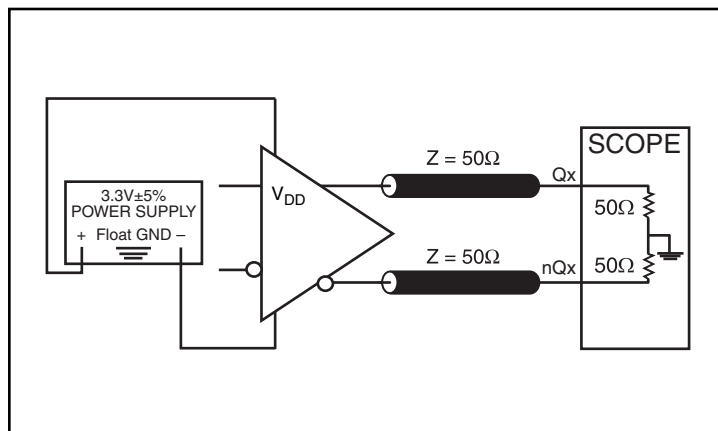 3.3V±5%
POWER SUPPLY
+ Float GND −
V_DD
Z = 50Ω
Z = 50Ω
Qx
nQx
SCOPE
50Ω
50Ω